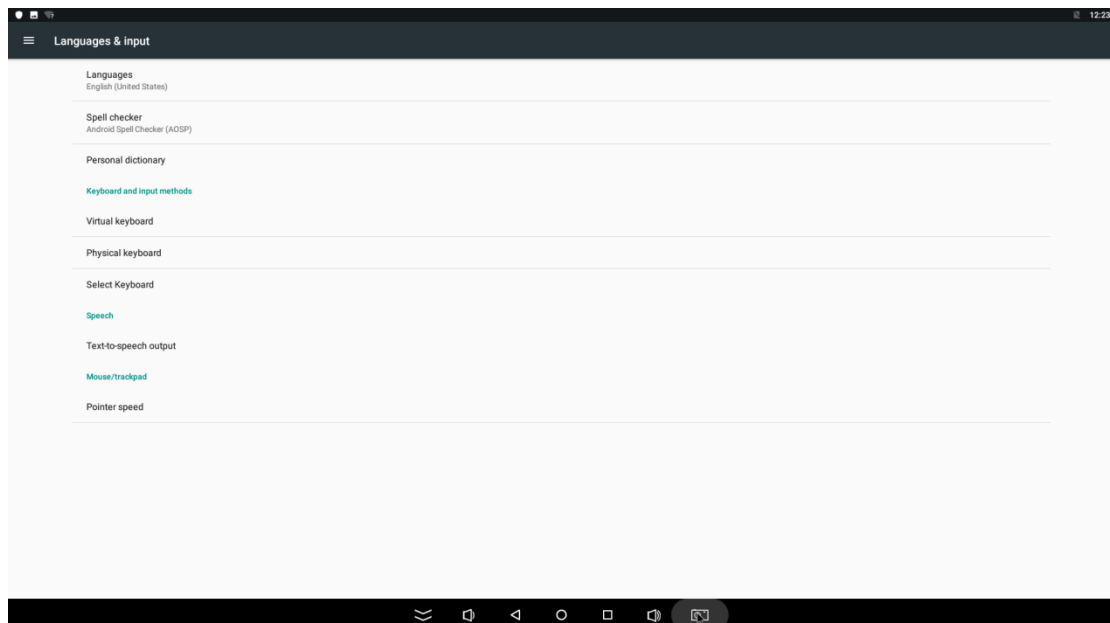 12:23
Languages & input
Languages
English (United States)
Spell checker
Android Spell Checker (AOSP)
Personal dictionary
Keyboard and input methods
Virtual keyboard
Physical keyboard
Select Keyboard
Speech
Text-to-speech output
Mouse/trackpad
Pointer speed